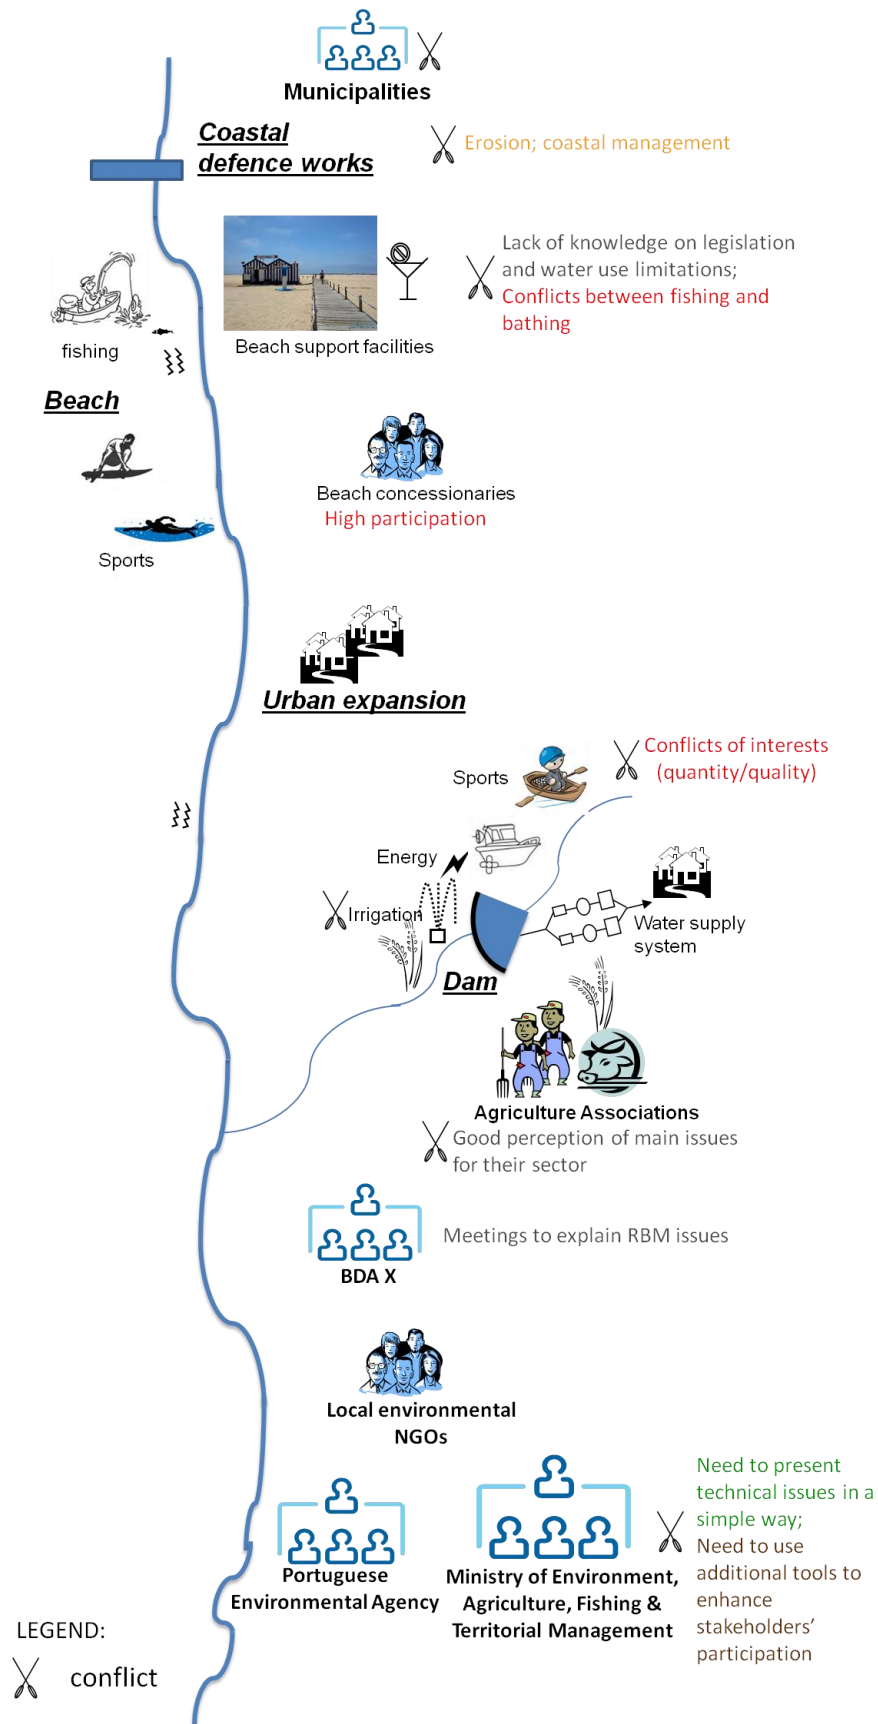 Municipalities
Coastal
defence works
Erosion; coastal management
Lack of knowledge on legislation
and water use limitations;
Conflicts between fishing and
bathing
fishing
Beach support facilities
Beach
Beach concessionaries
High participation
Sports
Urban expansion
Conflicts of interests
(quantity/quality)
Sports
Energy
Irrigation
Water supply
system
Dam
Agriculture Associations
Good perception of main issues
for their sector
Meetings to explain RBM issues
BDA X
Local environmental
NGOs
Need to present
technical issues in a
simple way;
Need to use
additional tools to
enhance
stakeholders’
participation
Portuguese
Environmental Agency
Ministry of Environment,
Agriculture, Fishing &
Territorial Management
LEGEND:
conflict